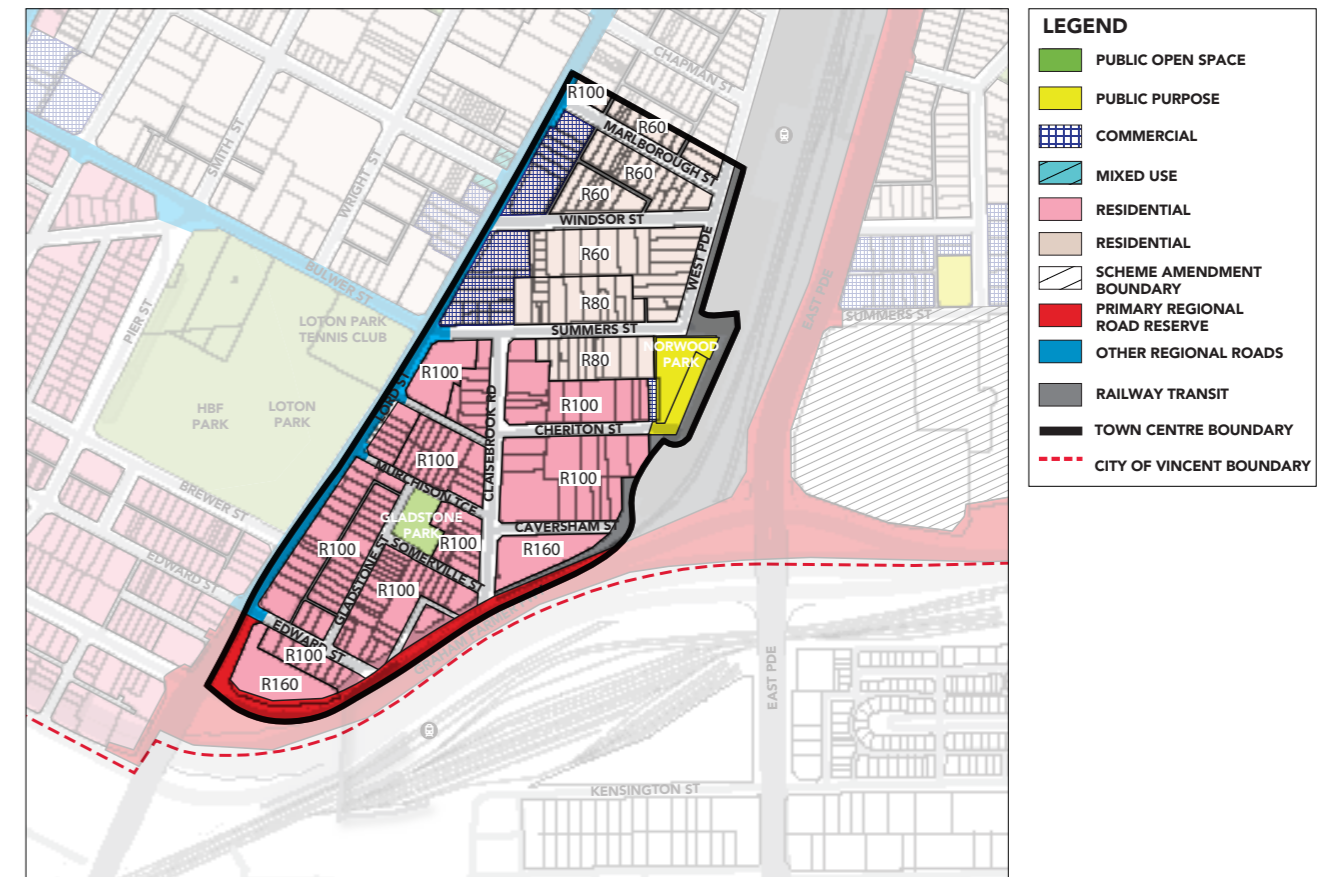 CHAPMAN ST
R100
R60
MARLBOROUGH ST
R60
R60
SMITH ST
WRIGHT ST
WINDSOR ST
R60
WEST PDE
BULWER ST
R80
EAST PDE
PIER ST
LOTON PARK
TENNIS CLUB
SUMMERS ST
SUMMERS ST
NORWOOD
PARK
R80
R100
LORD ST
CLAISEBROOK RD
R100
HBF
PARK
LOTON
PARK
CHERITON ST
R100
R100
MURCHISON TCE
BREWER ST
GLADSTONE
PARK
CAVERSHAM ST
R100
R100
R160
SOMERVILLE ST
EDWARD ST
GLADSTONE ST
R100
EDWARD ST
R100
R160
EAST PDE
KENSINGTON ST
LEGEND
PUBLIC OPEN SPACE
PUBLIC PURPOSE
COMMERCIAL
MIXED USE
RESIDENTIAL
RESIDENTIAL
SCHEME AMENDMENT
BOUNDARY
PRIMARY REGIONAL
ROAD RESERVE
OTHER REGIONAL ROADS
RAILWAY TRANSIT
TOWN CENTRE BOUNDARY
CITY OF VINCENT BOUNDARY